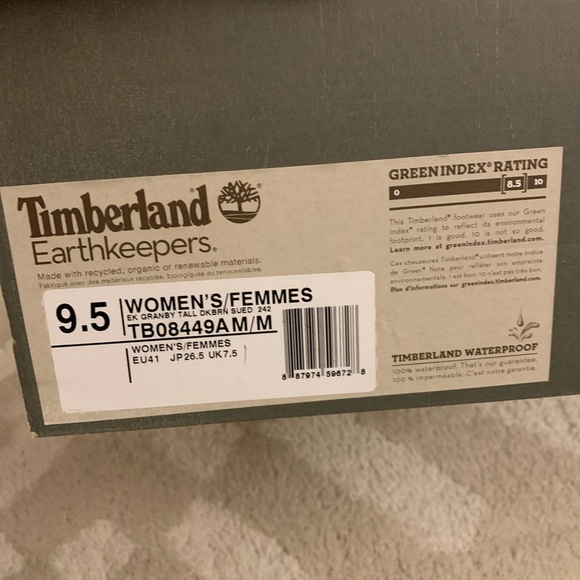 Timberland®
Earthkeepers®
Made with recycled, organic or renewable materials.
Fabriqué avec des matériaux recyclés, biologiques ou renouvelables.
9.5
WOMEN'S/FEMMES
EK GRANBY TALL DKBRN SUED 242
TB08449A M/M
WOMEN'S/FEMMES
EU41 JP26.5 UK7.5
8 87974 59672 8
GREEN INDEX® RATING
0 8.5 10
This Timberland® footwear uses our Green
Index® rating to reflect its environmental
footprint. 1 is good. 10 is not so good.
Learn more at greenindex.timberland.com.
Ces chaussures Timberland® utilisent notre Indice
de Green® Note pour refléter son empreinte
environnementale. 1 est bon. 10 n'est pas très bon.
Plus d'informations sur greenindex.timberland.com.
TIMBERLAND WATERPROOF
100% waterproof. That's our guarantee.
100 % imperméable. C'est notre garantie.